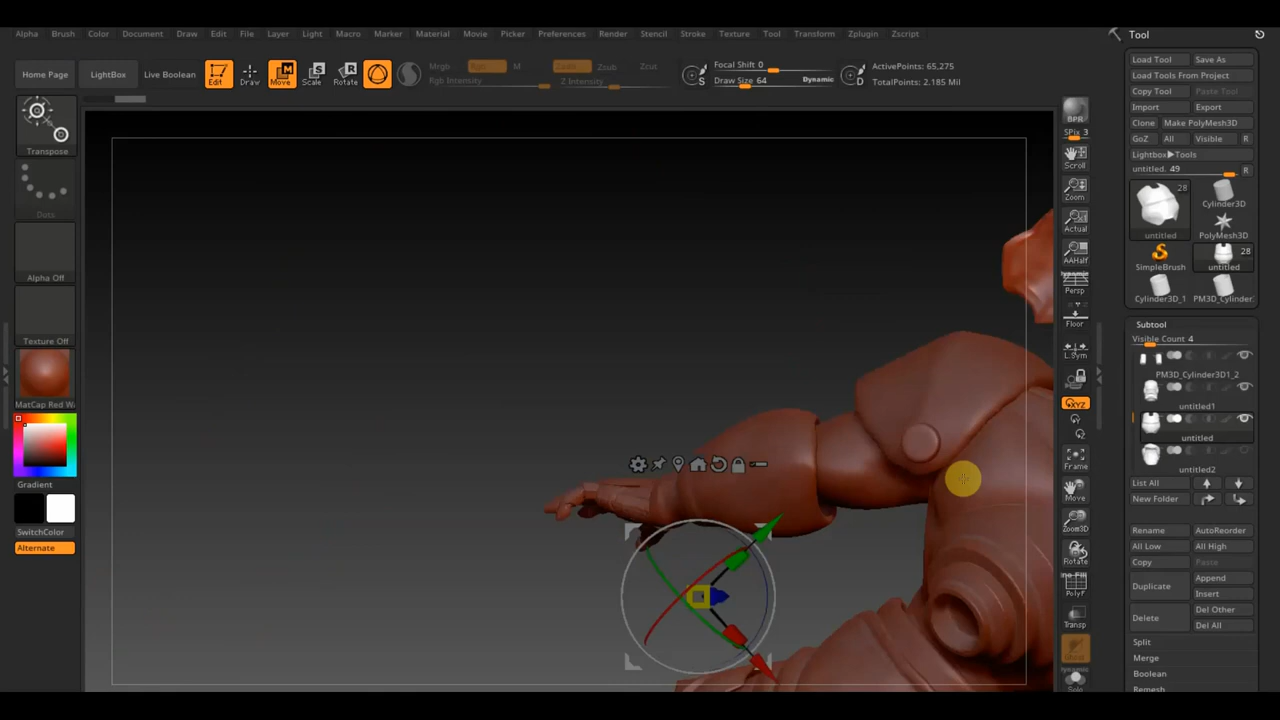 Alpha Brush Color Document Draw Edit File Layer Light Macro Marker Material Movie Picker Preferences Render Stencil Stroke Texture Tool Transform Zplugin Zscript
Home Page LightBox Live Boolean Edit Draw Move Scale Rotate
Mrgb Rgb M Zadd Zsub Zcut
Rgb Intensity Z Intensity
Focal Shift 0
Draw Size 64 Dynamic
ActivePoints: 65,275
TotalPoints: 2.185 Mil
Transpose
Dots
Alpha Off
Texture Off
MatCap Red W
Gradient
SwitchColor
Alternate
BPR
SPix 3
Scroll
Zoom
Actual
AAHalf
Dynamic
Persp
Floor
L.Sym
XYZ
Frame
Move
Zoom3D
Rotate
PolyF
Transp
Ghost
Dynamic
Solo
Tool
Load Tool Save As
Load Tools From Project
Copy Tool Paste Tool
Import Export
Clone Make PolyMesh3D
GoZ All Visible R
Lightbox▶Tools
untitled. 49 R
28
Cylinder3D
untitled
PolyMesh3D
28
SimpleBrush untitled
Cylinder3D_1 PM3D_Cylinder.
Subtool
Visible Count 4
PM3D_Cylinder3D1_2
untitled1
untitled
untitled2
List All
New Folder
Rename AutoReorder
All Low All High
Copy Paste
Duplicate Append
Insert
Delete Del Other
Del All
Split
Merge
Boolean
Remesh